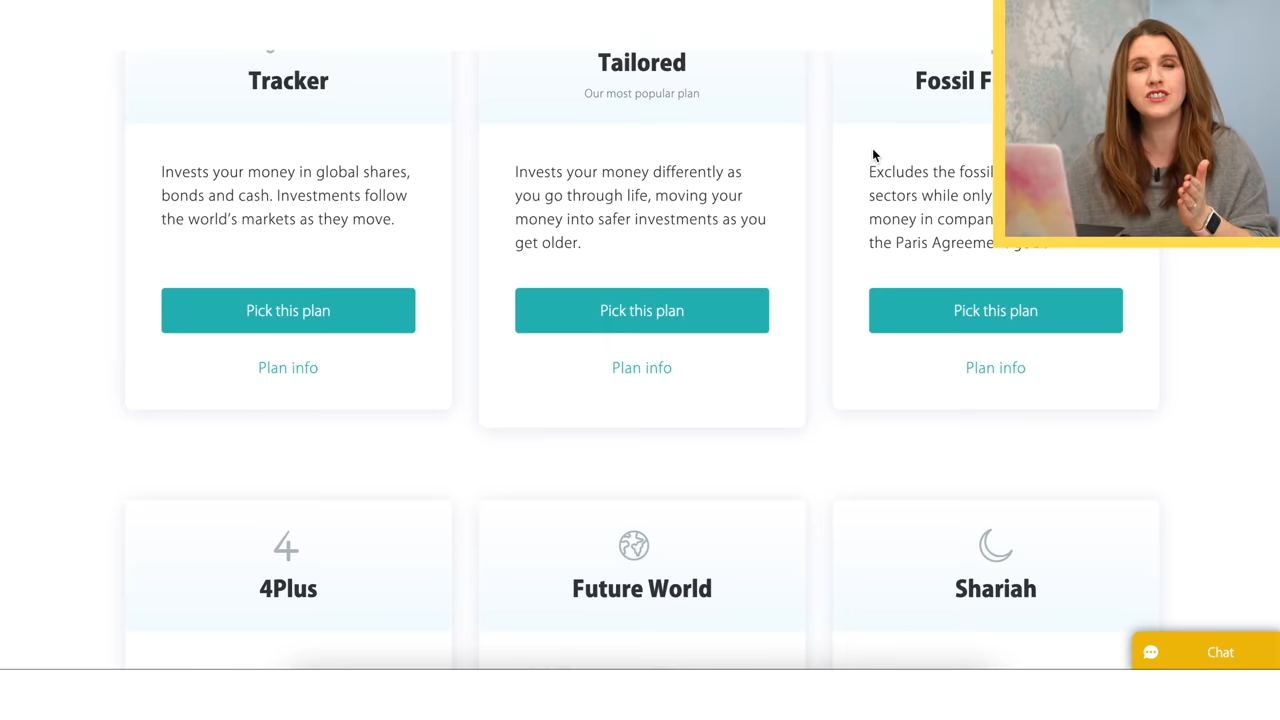 Tracker
Invests your money in global shares,
bonds and cash. Investments follow
the world's markets as they move.
Pick this plan
Plan info
Tailored
Our most popular plan
Invests your money differently as
you go through life, moving your
money into safer investments as you
get older.
Pick this plan
Plan info
Fossil F
Excludes the fossil
sectors while only
money in compan
the Paris Agreeme
Pick this plan
Plan info
4Plus
Future World
Shariah
Chat